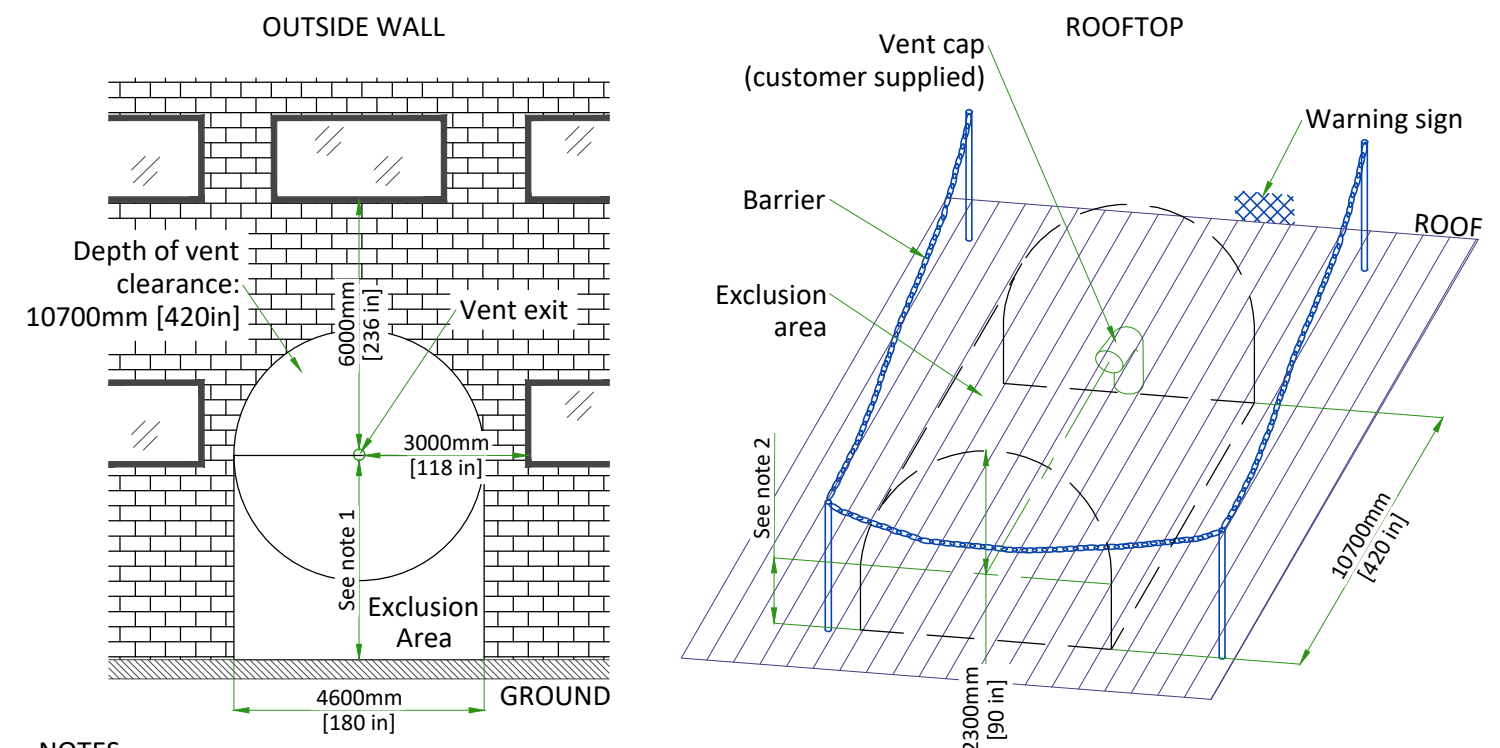 OUTSIDE WALL
Depth of vent
clearance:
10700mm [420in]
6000mm
[236 in]
Vent exit
3000mm
[118 in]
See note 1
Exclusion
Area
GROUND
4600mm
[180 in]
ROOFTOP
Vent cap
(customer supplied)
Warning sign
Barrier
ROOF
Exclusion
area
See note 2
10700mm
[420 in]
2300mm
[90 in]
NOTES